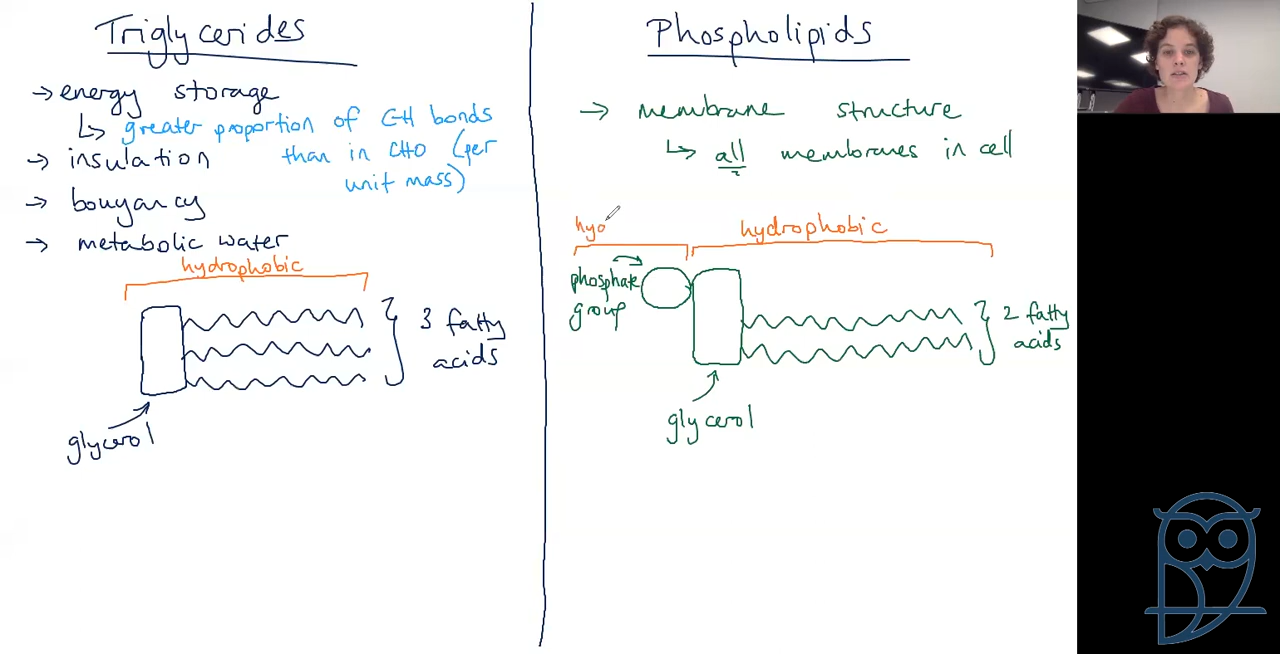 Triglycerides
→ energy storage
↳ greater proportion of C-H bonds
than in CHO (per
unit mass)
→ insulation
→ bouyancy
→ metabolic water
hydrophobic
3 fatty
acids
glycerol
Phospholipids
→ membrane structure
↳ all membranes in cell
hyo
hydrophobic
phosphate
group
2 fatty
acids
glycerol